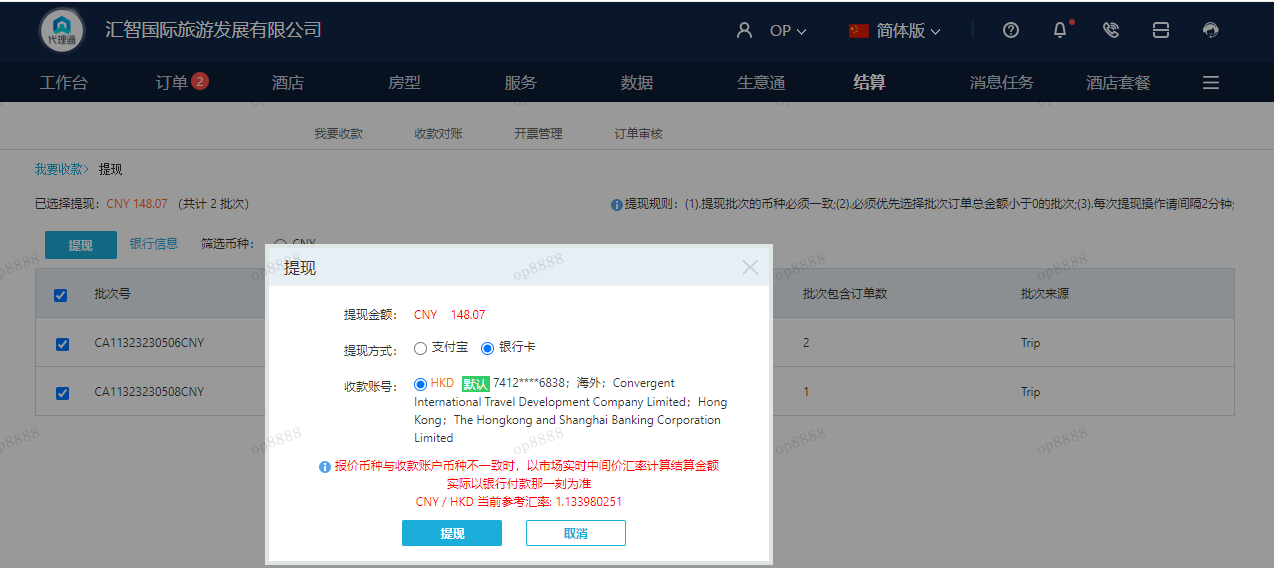 代理通
汇智国际旅游发展有限公司
OP
简体版
工作台
订单 2
酒店
房型
服务
数据
生意通
结算
消息任务
酒店套餐
我要收款
收款对账
开票管理
订单审核
我要收款> 提现
已选择提现：CNY 148.07 （共计 2 批次）
提现规则：(1).提现批次的币种必须一致;(2).必须优先选择批次订单总金额小于0的批次;(3).每次提现操作请间隔2分钟;
提现
银行信息
筛选币种：
CNY
批次号
批次包含订单数
批次来源
CA11323230506CNY
2
Trip
CA11323230508CNY
1
Trip
提现
提现金额： CNY 148.07
提现方式： 支付宝 银行卡
收款账号： HKD 默认 7412****6838；海外；Convergent
International Travel Development Company Limited；Hong
Kong；The Hongkong and Shanghai Banking Corporation
Limited
报价币种与收款账户币种不一致时，以市场实时中间价汇率计算结算金额
实际以银行付款那一刻为准
CNY / HKD 当前参考汇率: 1.133980251
提现
取消
op8888
op8888
op8888
op8888
op8888
op8888
op8888
op8888
op8888
op8888